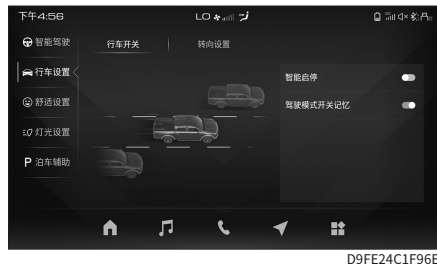 下午4:56
LO
智能驾驶
行车开关
转向设置
行车设置
智能启停
舒适设置
驾驶模式开关记忆
灯光设置
P 泊车辅助
D9FE24C1F96E